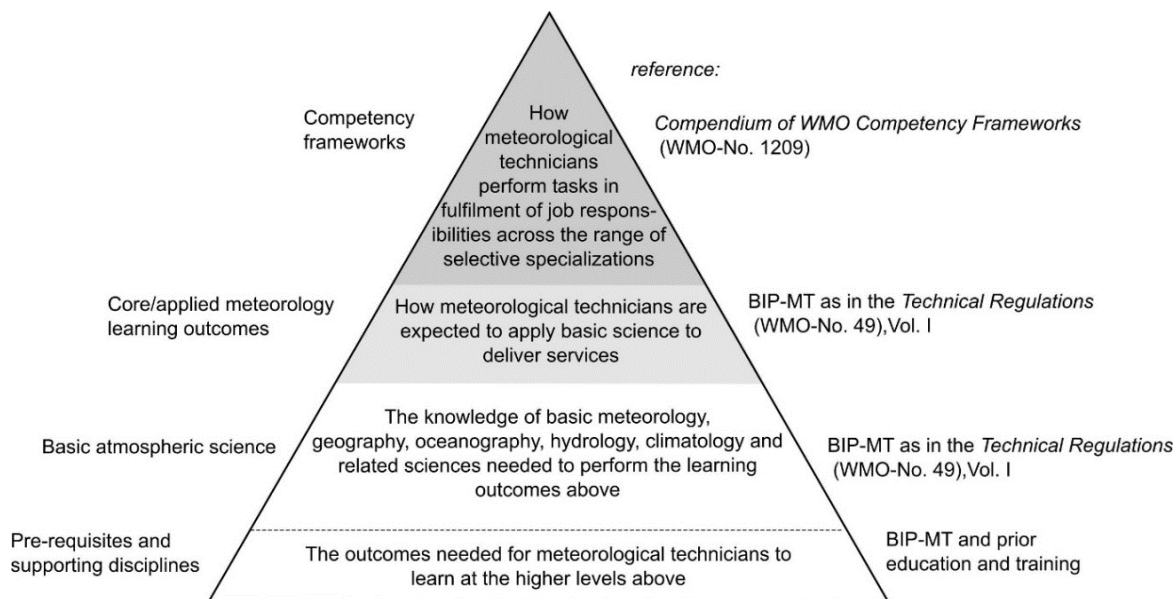 reference:
Competency
frameworks
How
meteorological
technicians
perform tasks in
fulfilment of job respons-
ibilities across the range of
selective specializations
Compendium of WMO Competency Frameworks
(WMO-No. 1209)
Core/applied meteorology
learning outcomes
How meteorological technicians are
expected to apply basic science to
deliver services
BIP-MT as in the Technical Regulations
(WMO-No. 49),Vol. I
Basic atmospheric science
The knowledge of basic meteorology,
geography, oceanography, hydrology, climatology and
related sciences needed to perform the learning
outcomes above
BIP-MT as in the Technical Regulations
(WMO-No. 49),Vol. I
Pre-requisites and
supporting disciplines
The outcomes needed for meteorological technicians to
learn at the higher levels above
BIP-MT and prior
education and training